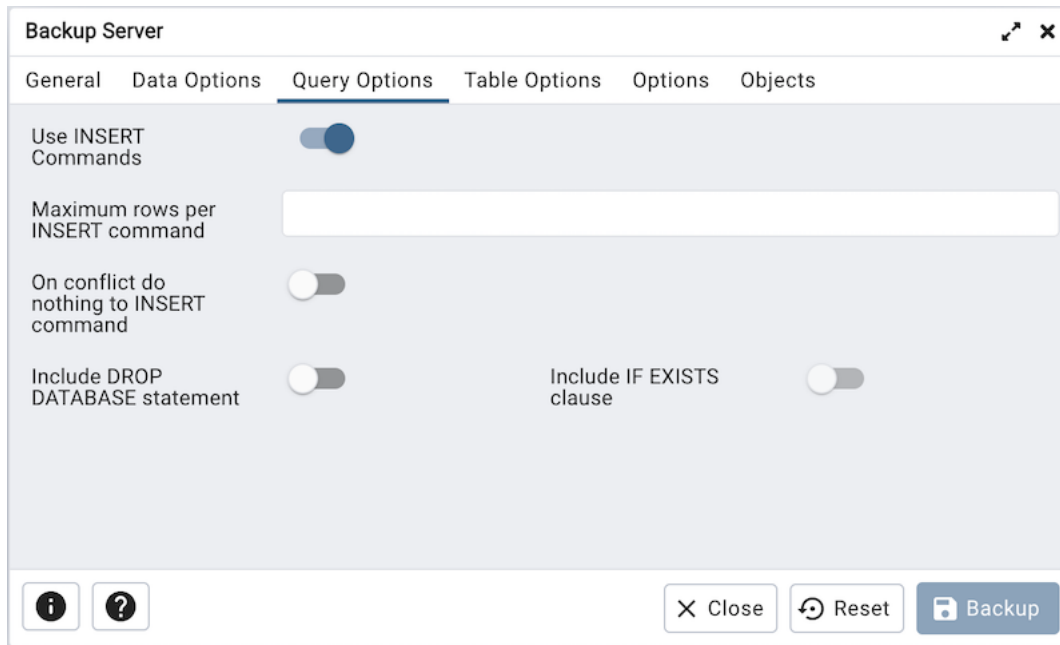 Backup Server
General Data Options Query Options Table Options Options Objects
Use INSERT
Commands
Maximum rows per
INSERT command
On conflict do
nothing to INSERT
command
Include DROP
DATABASE statement
Include IF EXISTS
clause
Close Reset Backup